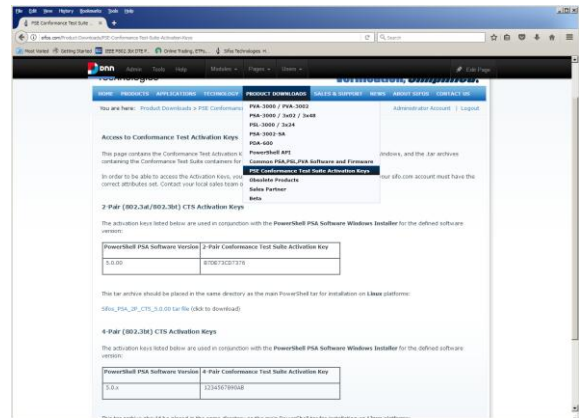 File Edit View History Bookmarks Tools Help
PSE Conformance Test Suite ...
sifos.com/Product-Downloads/PSE-Conformance-Test-Suite-Activation-Keys
Search
Most Visited Getting Started
dnn Admin Tools Help Modules Pages Users Edit Page
Technologies
HOME PRODUCTS APPLICATIONS TECHNOLOGY PRODUCT DOWNLOADS SALES & SUPPORT NEWS ABOUT SIFOS CONTACT US
You are here: Product Downloads > PSE Conformance
Administrator Account | Logout
PVA-3000 / PVA-3002
PSA-3000 / 3x02 / 3x48
PSL-3000 / 3x24
PSA-3002-SA
PDA-600
PowerShell API
Common PSA,PSL,PVA Software and Firmware
PSE Conformance Test Suite Activation Keys
Obsolete Products
Sales Partner
Beta
Access to Conformance Test Activation Keys
This page contains the Conformance Test Activation k
indows, and the .tar archives
containing the Conformance Test Suite containers for
In order to be able to access the Activation Keys, you
our sifo.com account must have the
correct attributes set. Contact your local sales team o
2-Pair (802.3at/802.3bt) CTS Activation Keys
The activation keys listed below are used in conjunction with the PowerShell PSA Software Windows Installer for the defined software
version:
PowerShell PSA Software Version 2-Pair Conformance Test Suite Activation Key
5.0.00
This tar archive should be placed in the same directory as the main PowerShell tar for installation on Linux platforms:
Sifos_PSA_2P_CTS_5.0.00 tar file (click to download)
4-Pair (802.3bt) CTS Activation Keys
The activation keys listed below are used in conjunction with the PowerShell PSA Software Windows Installer for the defined software
version:
PowerShell PSA Software Version 4-Pair Conformance Test Suite Activation Key
5.0.x 1234567890AB